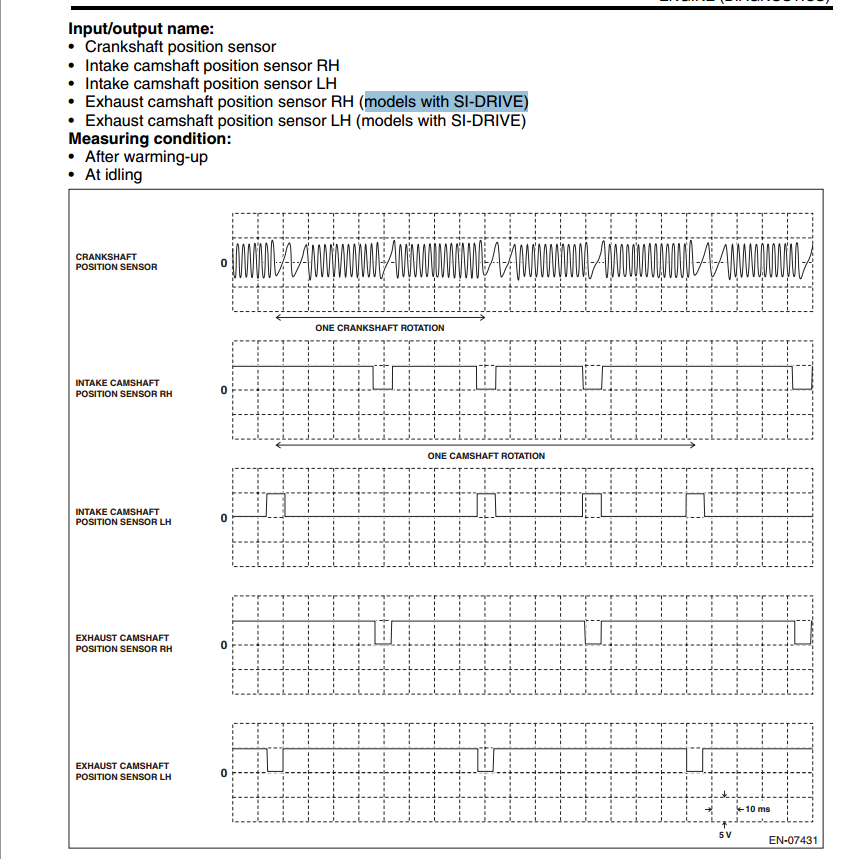 ENGINE (DIAGNOSTICS)
Input/output name:
• Crankshaft position sensor
• Intake camshaft position sensor RH
• Intake camshaft position sensor LH
• Exhaust camshaft position sensor RH (models with SI-DRIVE)
• Exhaust camshaft position sensor LH (models with SI-DRIVE)
Measuring condition:
• After warming-up
• At idling
CRANKSHAFT
POSITION SENSOR
0
ONE CRANKSHAFT ROTATION
INTAKE CAMSHAFT
POSITION SENSOR RH
0
ONE CAMSHAFT ROTATION
INTAKE CAMSHAFT
POSITION SENSOR LH
0
EXHAUST CAMSHAFT
POSITION SENSOR RH
0
EXHAUST CAMSHAFT
POSITION SENSOR LH
0
10 ms
5 V
EN-07431